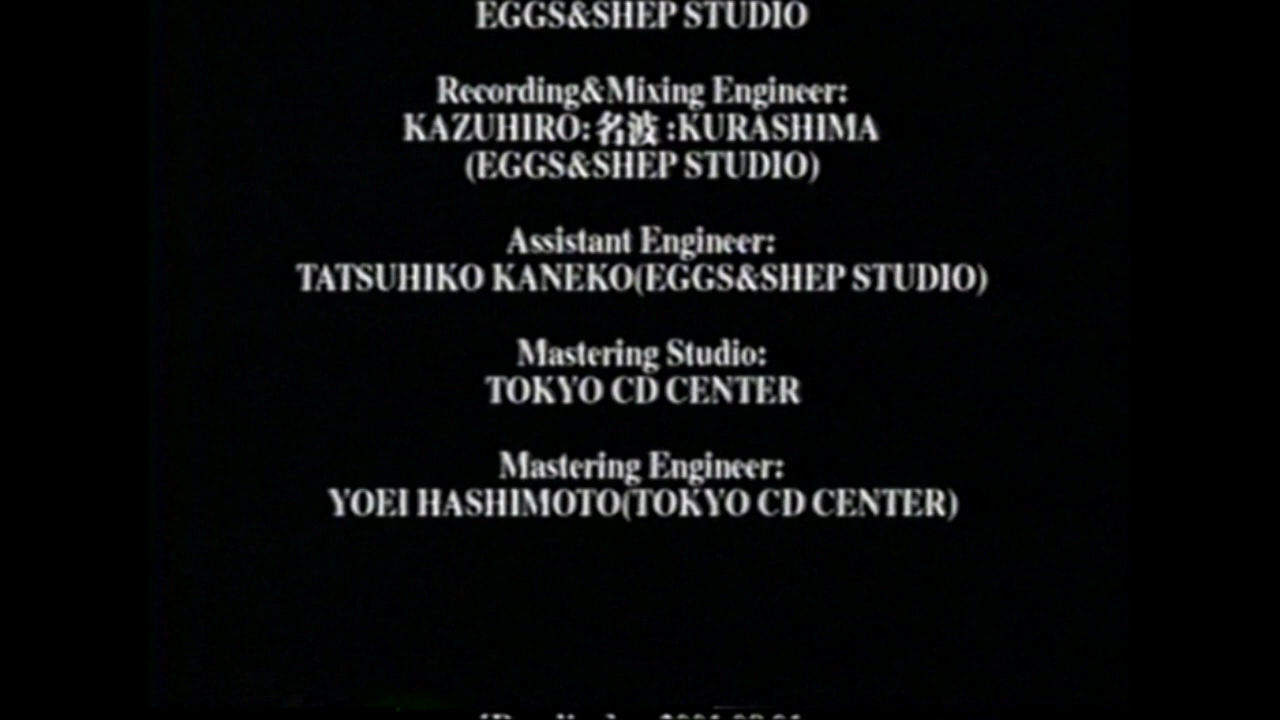 EGGS&SHEP STUDIO
Recording&Mixing Engineer:
KAZUHIRO:名波:KURASHIMA
(EGGS&SHEP STUDIO)
Assistant Engineer:
TATSUHIKO KANEKO(EGGS&SHEP STUDIO)
Mastering Studio:
TOKYO CD CENTER
Mastering Engineer:
YOEI HASHIMOTO(TOKYO CD CENTER)